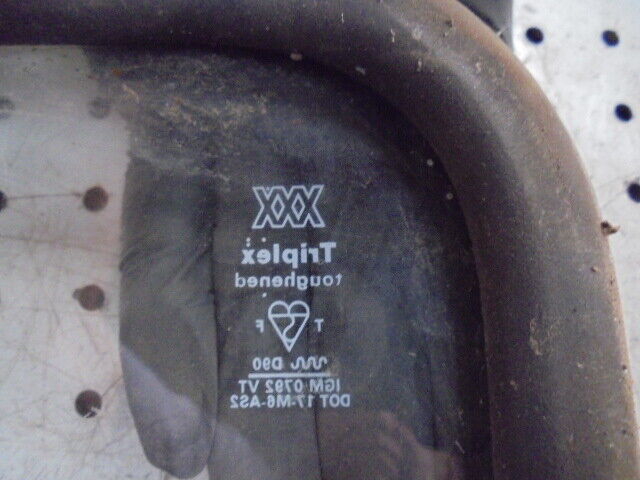 XXX
Triplex
toughened
T F
D90
IGM 0792 VT
DOT 17-M6-AS2